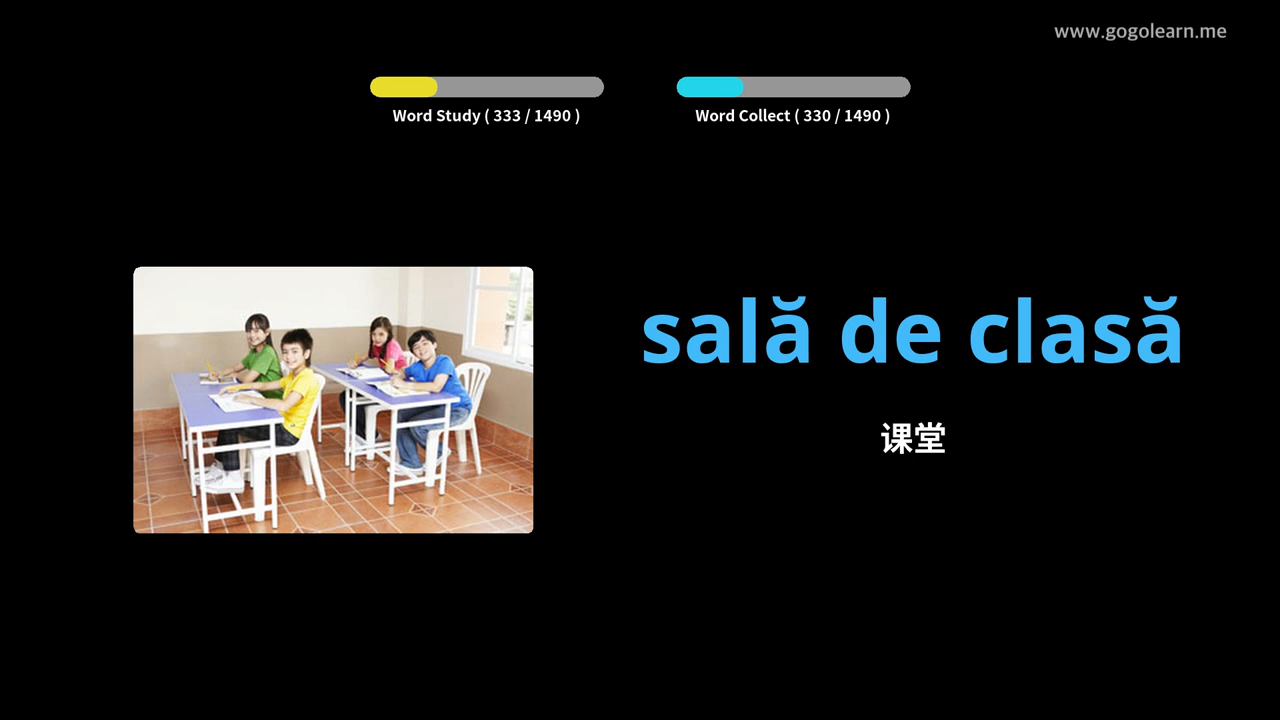 www.gogolearn.me
Word Study ( 333 / 1490 )
Word Collect ( 330 / 1490 )
sală de clasă
课堂